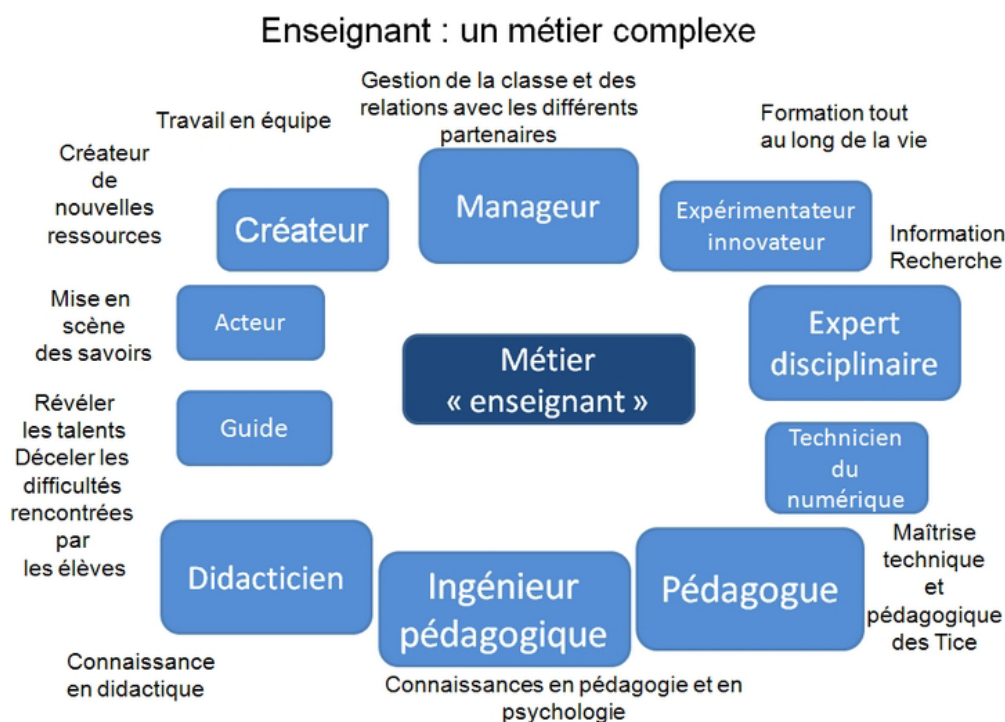 Enseignant : un métier complexe
Gestion de la classe et des
relations avec les différents
partenaires
Travail en équipe
Formation tout
au long de la vie
Créateur
de
nouvelles
ressources
Créateur
Manageur
Expérimentateur
innovateur
Information
Recherche
Mise en
scène
des savoirs
Acteur
Métier
« enseignant »
Expert
disciplinaire
Révéler
les talents
Déceler les
difficultés
rencontrées
par
les élèves
Guide
Technicien
du
numérique
Didacticien
Ingénieur
pédagogique
Pédagogue
Maîtrise
technique
et
pédagogique
des Tice
Connaissance
en didactique
Connaissances en pédagogie et en
psychologie